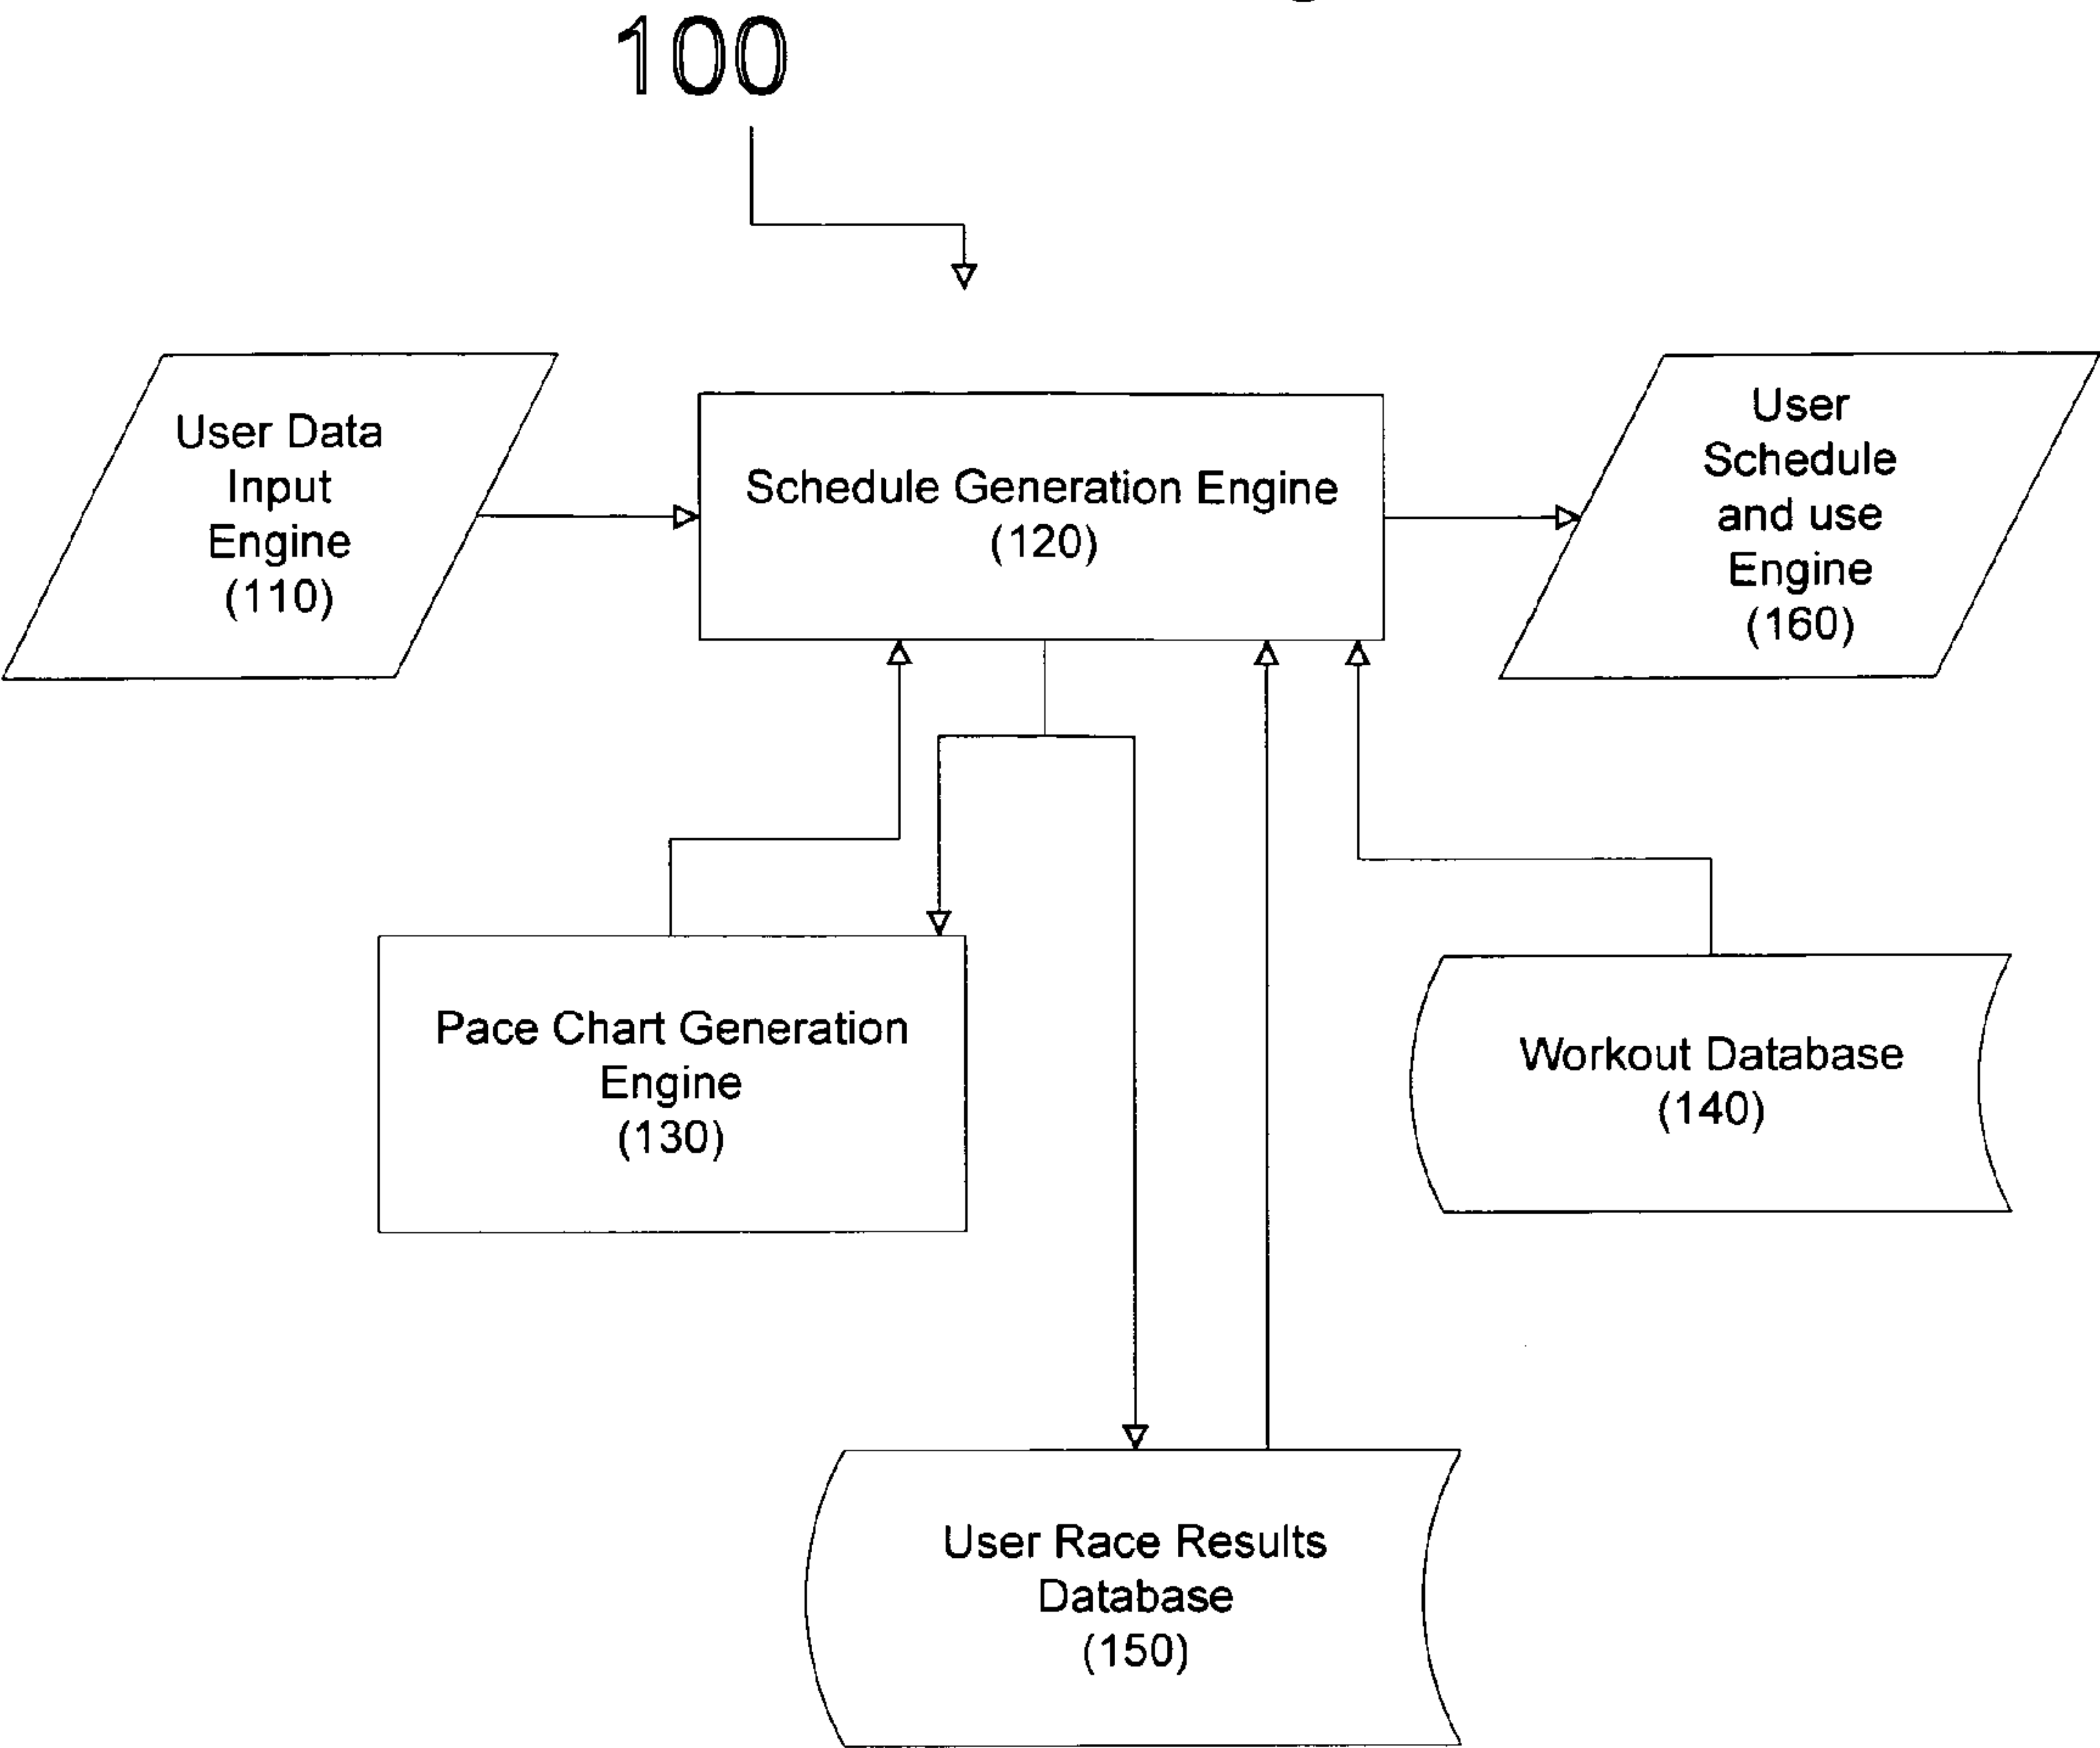 100
User Data
Input
Engine
(110)
Schedule Generation Engine
(120)
User
Schedule
and use
Engine
(160)
Pace Chart Generation
Engine
(130)
Workout Database
(140)
User Race Results
Database
(150)